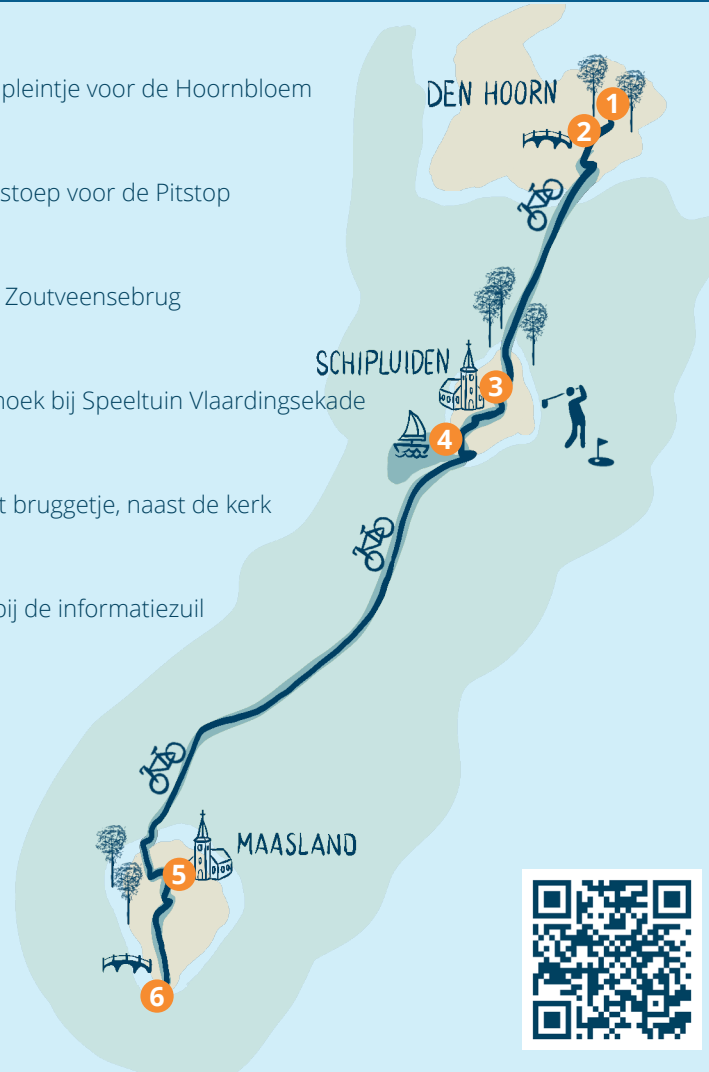 pleintje voor de Hoornbloem
DEN HOORN
1
2
stoep voor de Pitstop
Zoutveensebrug
SCHIPLUIDEN
3
hoek bij Speeltuin Vlaardingsekade
4
t bruggetje, naast de kerk
bij de informatiezuil
MAASLAND
5
6